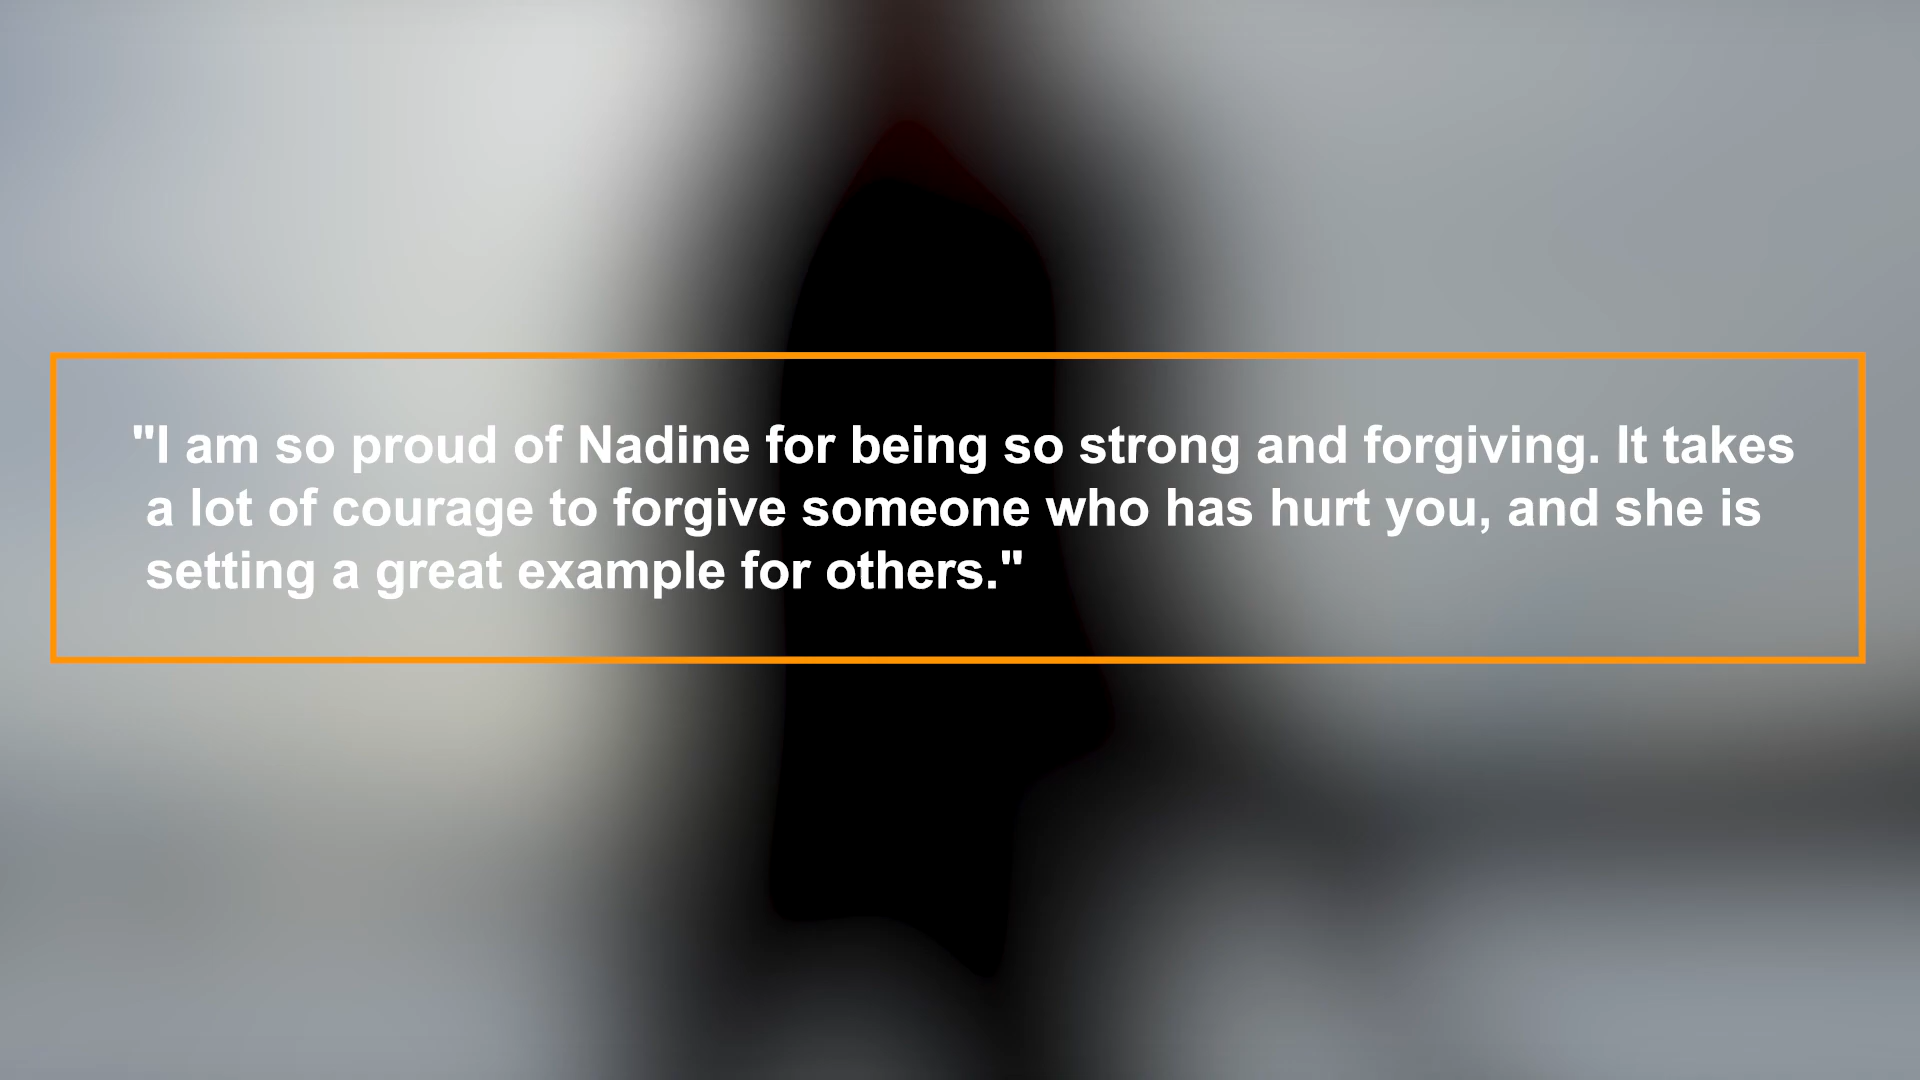 "I am so proud of Nadine for being so strong and forgiving. It takes
a lot of courage to forgive someone who has hurt you, and she is
setting a great example for others."